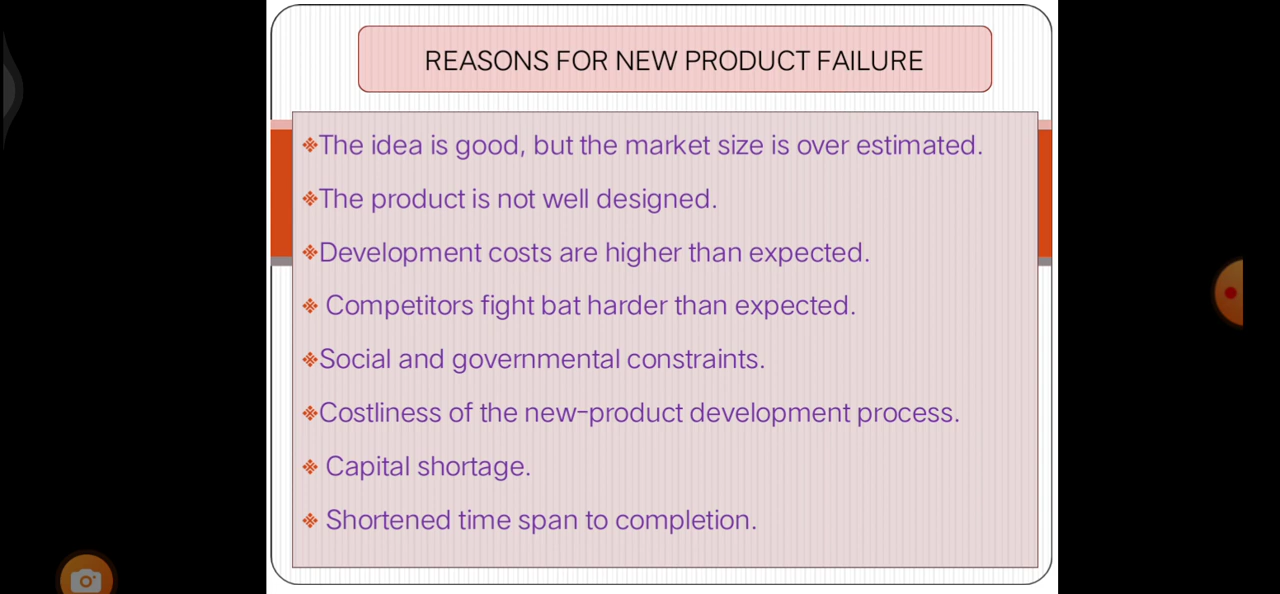 REASONS FOR NEW PRODUCT FAILURE
❖The idea is good, but the market size is over estimated.
❖The product is not well designed.
❖Development costs are higher than expected.
❖ Competitors fight bat harder than expected.
❖Social and governmental constraints.
❖Costliness of the new-product development process.
❖ Capital shortage.
❖ Shortened time span to completion.